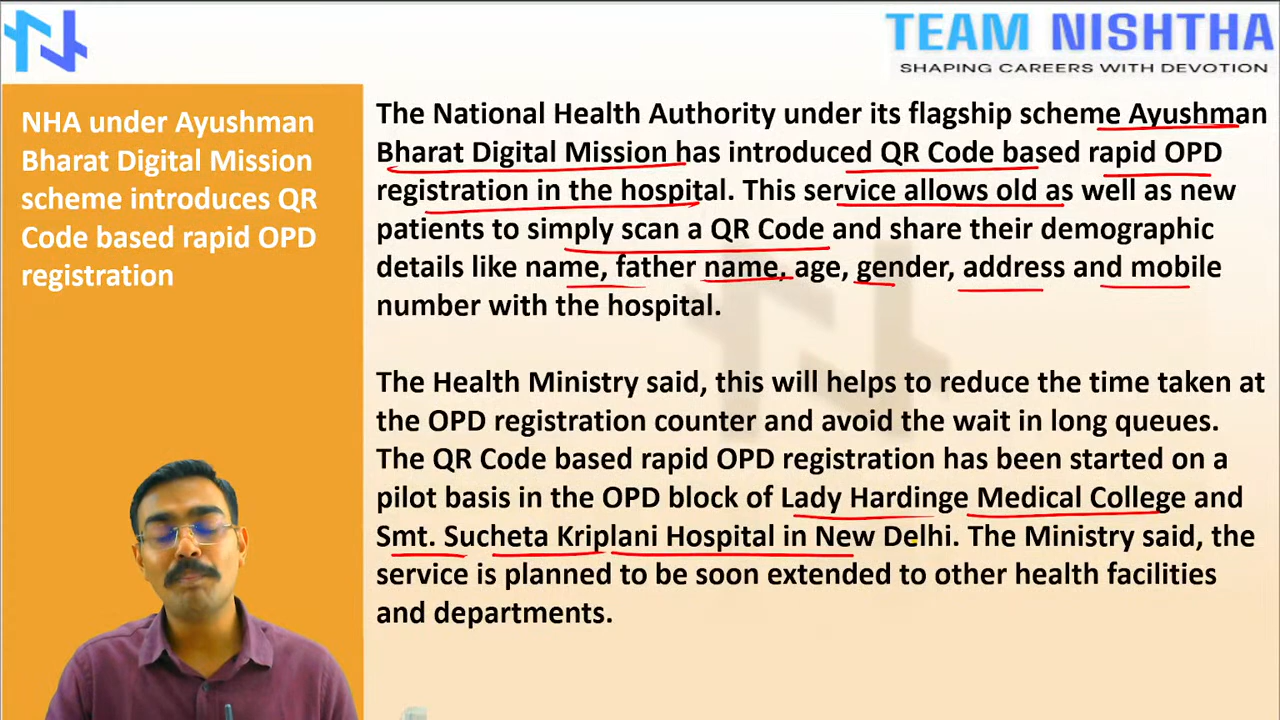 TEAM NISHTHA
SHAPING CAREERS WITH DEVOTION
NHA under Ayushman
Bharat Digital Mission
scheme introduces QR
Code based rapid OPD
registration
The National Health Authority under its flagship scheme Ayushman
Bharat Digital Mission has introduced QR Code based rapid OPD
registration in the hospital. This service allows old as well as new
patients to simply scan a QR Code and share their demographic
details like name, father name, age, gender, address and mobile
number with the hospital.
The Health Ministry said, this will helps to reduce the time taken at
the OPD registration counter and avoid the wait in long queues.
The QR Code based rapid OPD registration has been started on a
pilot basis in the OPD block of Lady Hardinge Medical College and
Smt. Sucheta Kriplani Hospital in New Delhi. The Ministry said, the
service is planned to be soon extended to other health facilities
and departments.